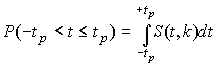 P(−t_p < t ≤ t_p) = ∫_{−t_p}^{+t_p} S(t,k)dt